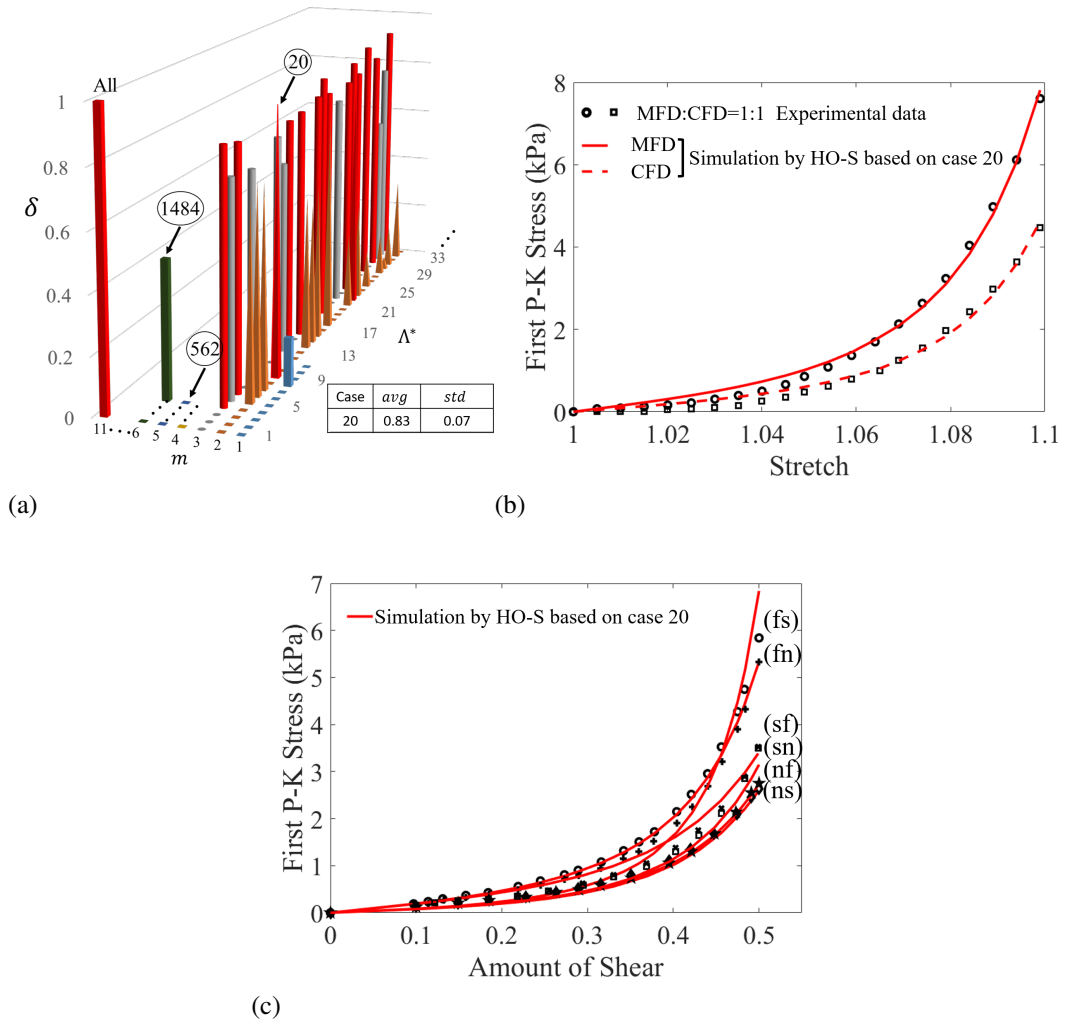 All
20
1
0.8
0.6
0.4
0.2
0
δ
1484
562
33
29
25
21
17
13
9
5
1
Λ*
11
6
5
4
3
2
1
m
Case avg std
20 0.83 0.07
(a)
8
6
4
2
0
First P-K Stress (kPa)
MFD:CFD=1:1 Experimental data
MFD
CFD
Simulation by HO-S based on case 20
1 1.02 1.04 1.06 1.08 1.1
Stretch
(b)
7
6
5
4
3
2
1
0
First P-K Stress (kPa)
Simulation by HO-S based on case 20
(fs)
(fn)
(sf)
(sn)
(nf)
(ns)
0 0.1 0.2 0.3 0.4 0.5
Amount of Shear
(c)